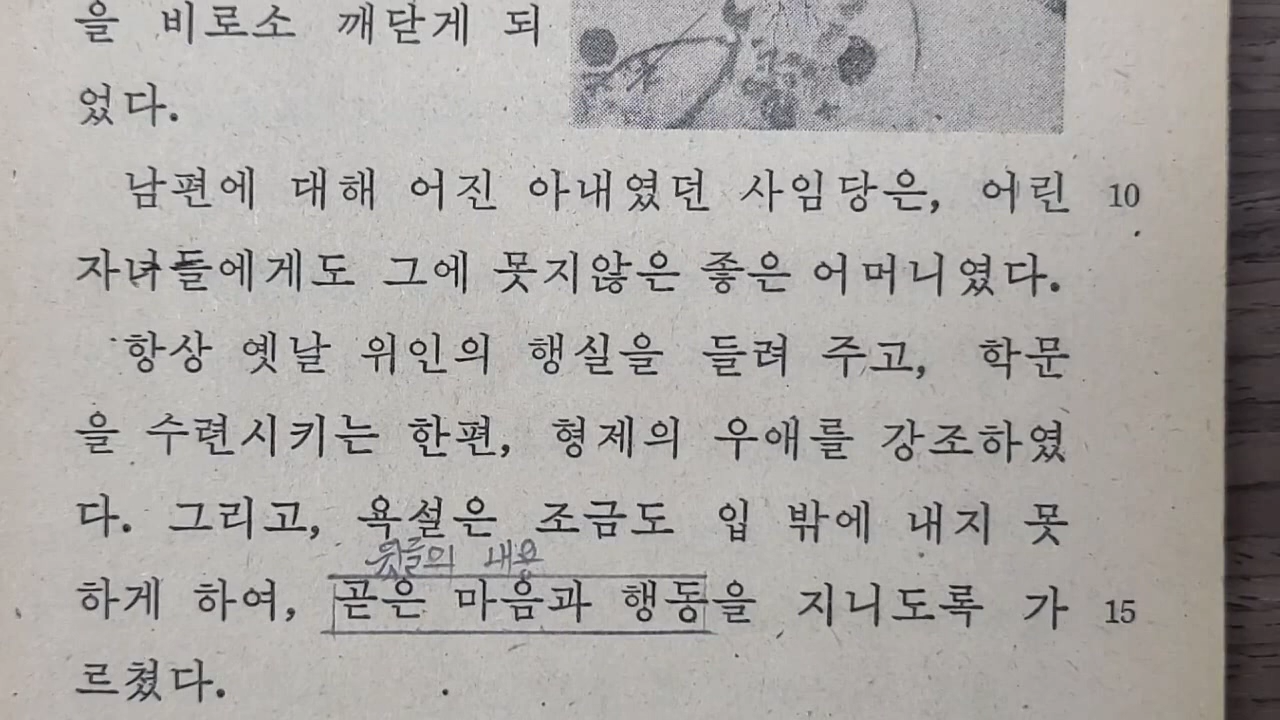 을 비로소 깨닫게 되
었다.
남편에 대해 어진 아내였던 사임당은, 어린 10
자녀들에게도 그에 못지않은 좋은 어머니였다.
항상 옛날 위인의 행실을 들려 주고, 학문
을 수련시키는 한편, 형제의 우애를 강조하였
다. 그리고, 욕설은 조금도 입 밖에 내지 못
윗들의 내용
하게 하여, 곧은 마음과 행동을 지니도록 가 15
르쳤다.